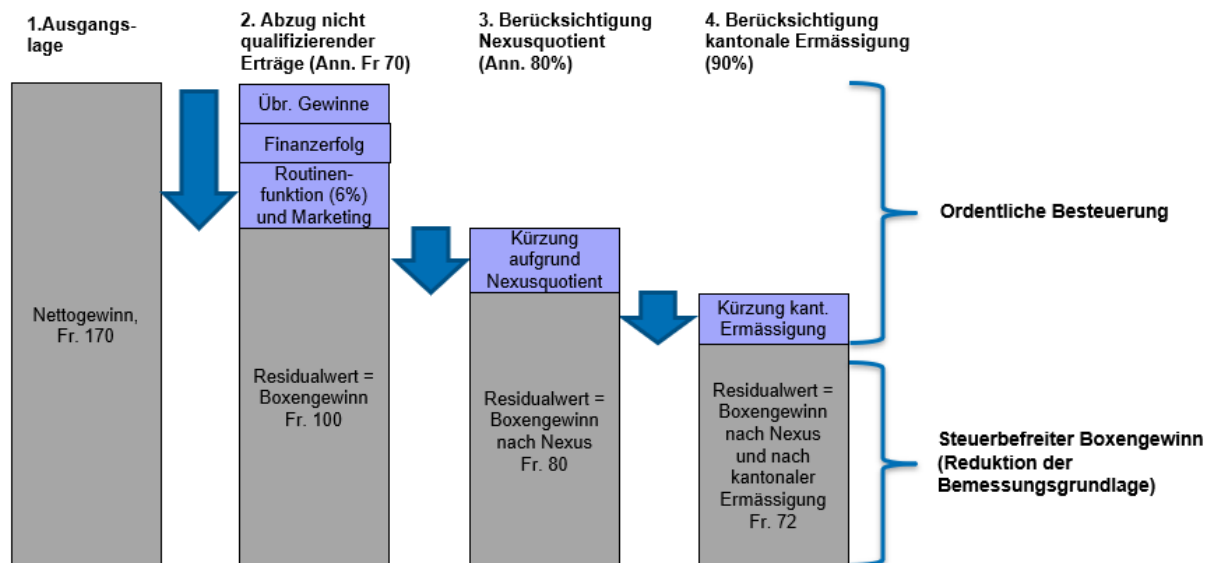 1.Ausgangs-
lage
2. Abzug nicht
qualifizierender
Erträge (Ann. Fr 70)
3. Berücksichtigung
Nexusquotient
(Ann. 80%)
4. Berücksichtigung
kantonale Ermässigung
(90%)
Nettogewinn,
Fr. 170
Übr. Gewinne
Finanzerfolg
Routinen-
funktion (6%)
und Marketing
Residualwert =
Boxengewinn
Fr. 100
Kürzung
aufgrund
Nexusquotient
Residualwert =
Boxengewinn
nach Nexus
Fr. 80
Kürzung kant.
Ermässigung
Residualwert =
Boxengewinn
nach Nexus
und nach
kantonaler
Ermässigung
Fr. 72
Ordentliche Besteuerung
Steuerbefreiter Boxengewinn
(Reduktion der
Bemessungsgrundlage)